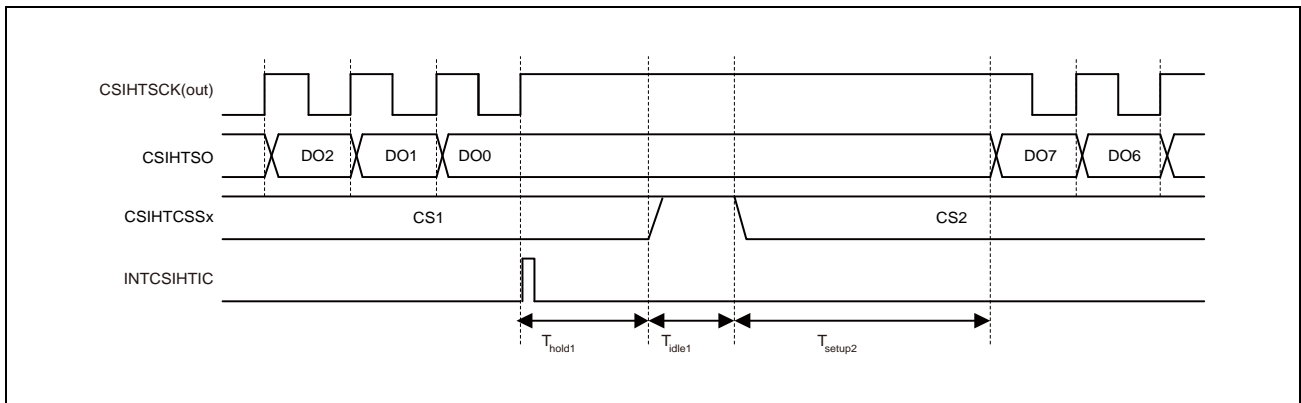 CSIHTSCK(out)
CSIHTSO DO2 DO1 DO0 DO7 DO6
CSIHTCSSx CS1 CS2
INTCSIHTIC
Thold1 Tidle1 Tsetup2